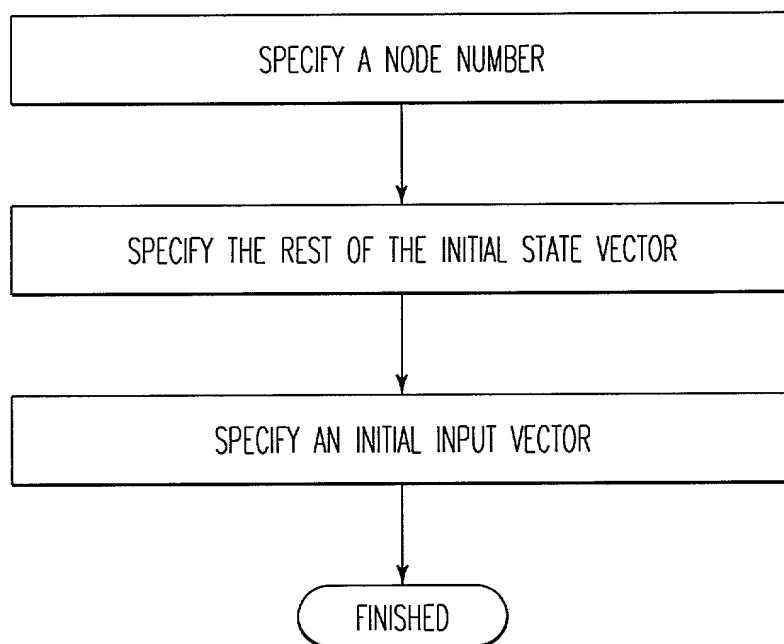 SPECIFY A NODE NUMBER
SPECIFY THE REST OF THE INITIAL STATE VECTOR
SPECIFY AN INITIAL INPUT VECTOR
FINISHED